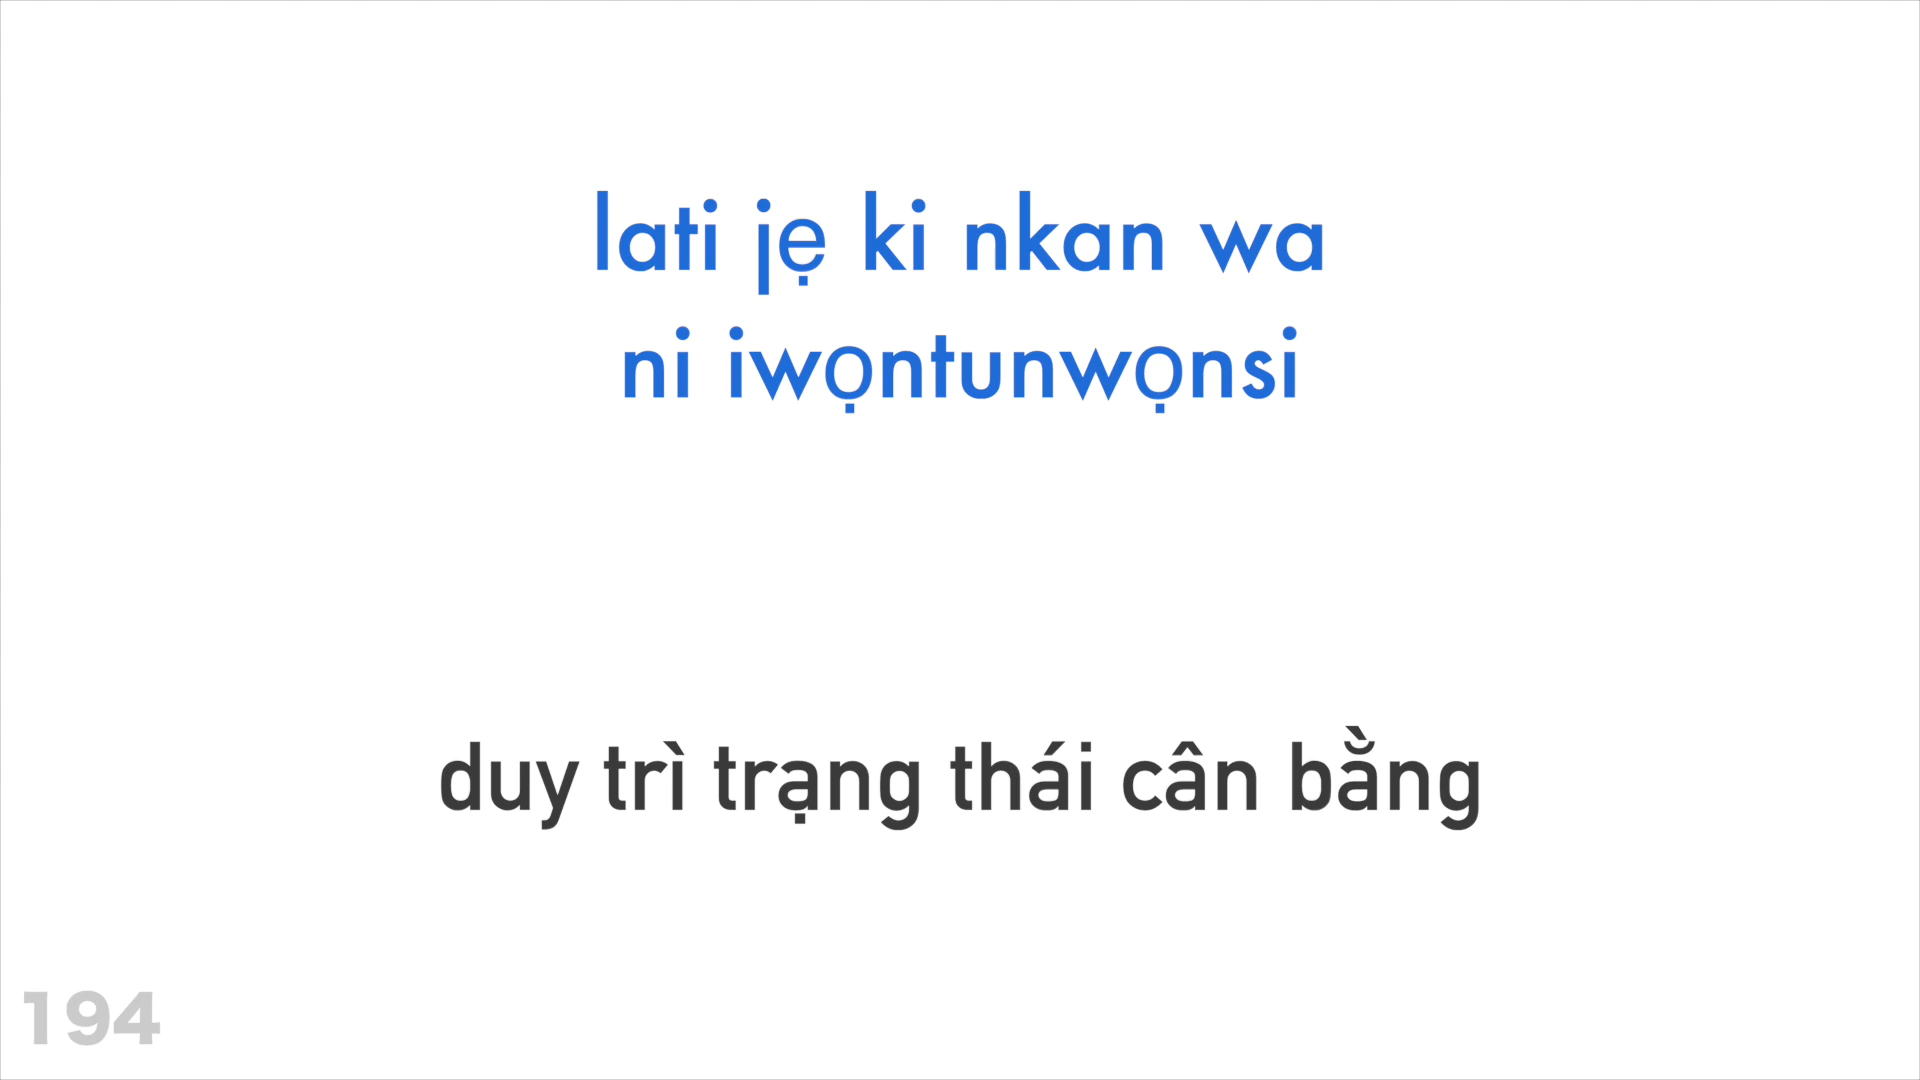 lati jẹ ki nkan wa
ni iwọntunwọnsi
duy trì trạng thái cân bằng
194